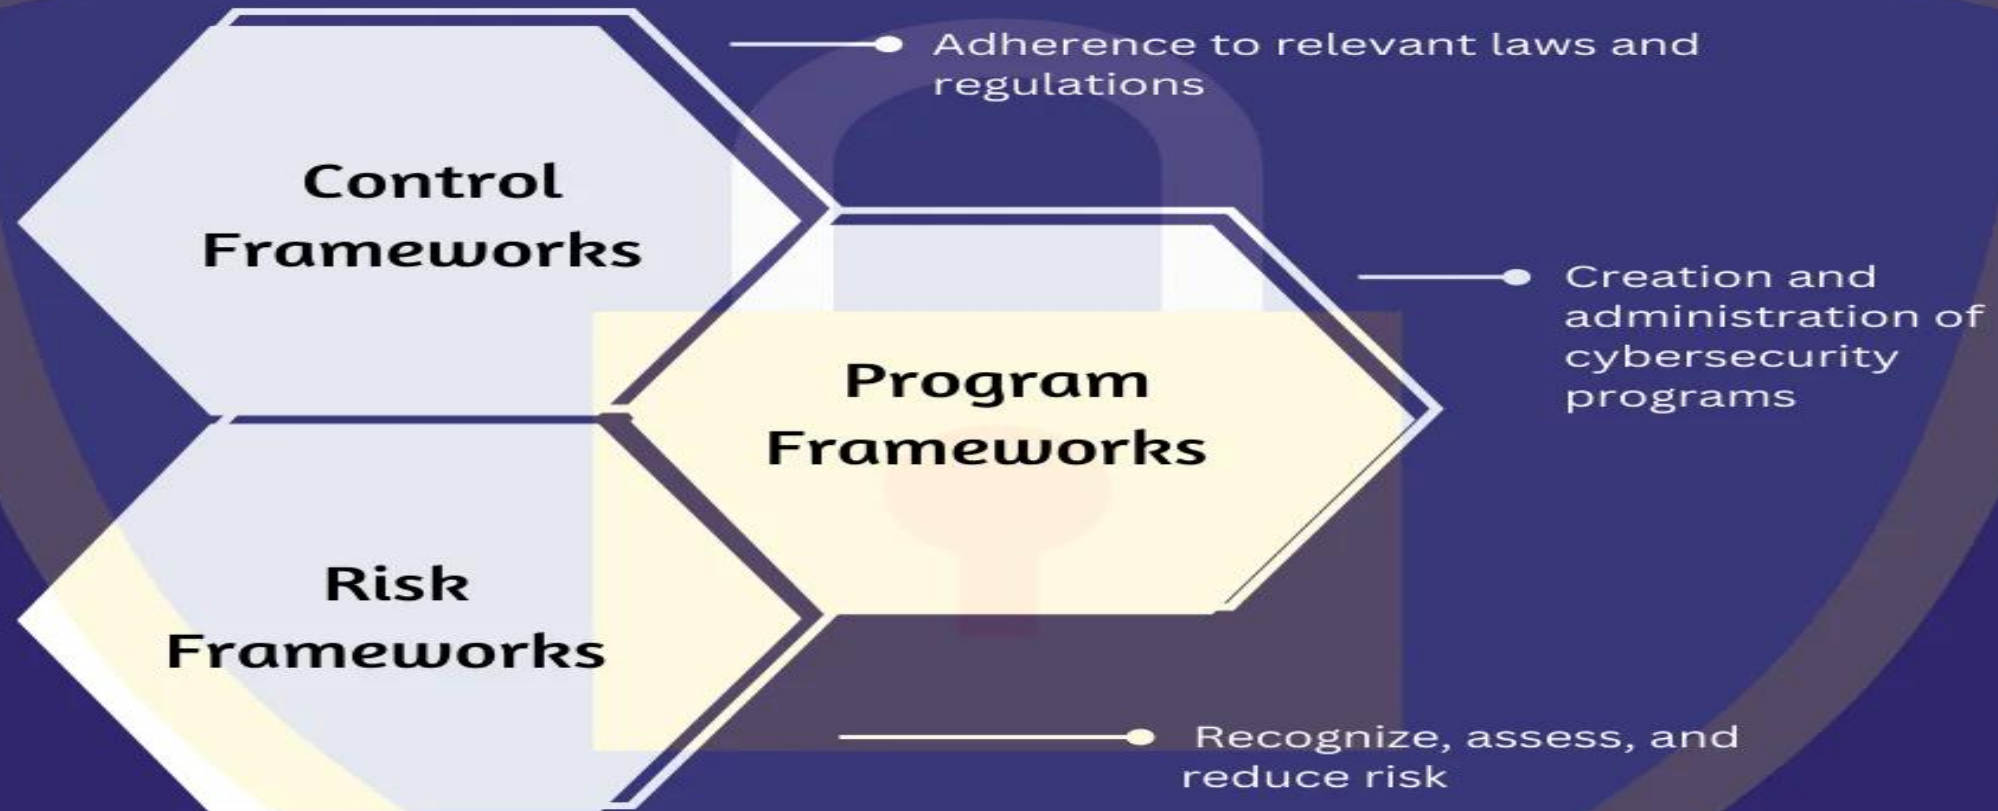 Control
Frameworks
Adherence to relevant laws and
regulations
Program
Frameworks
Creation and
administration of
cybersecurity
programs
Risk
Frameworks
Recognize, assess, and
reduce risk